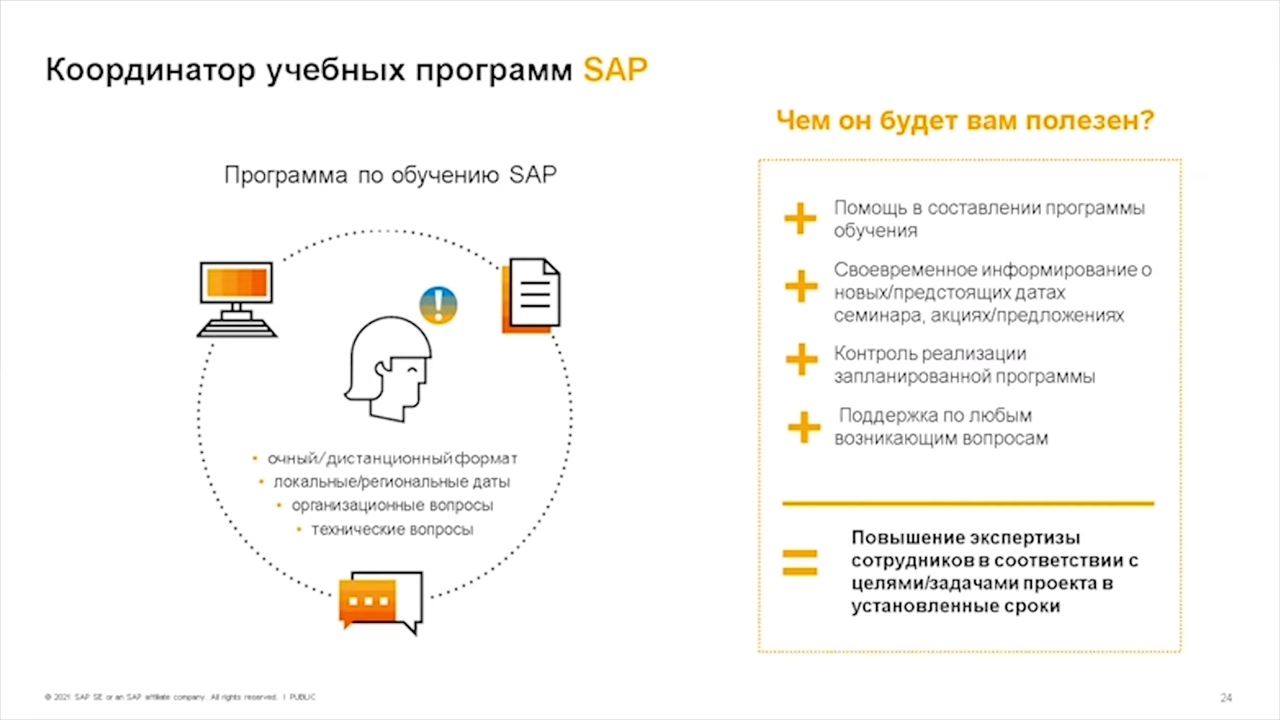 Координатор учебных программ SAP
Программа по обучению SAP
• очный/дистанционный формат
• локальные/региональные даты
• организационные вопросы
• технические вопросы
Чем он будет вам полезен?
Помощь в составлении программы
обучения
Своевременное информирование о
новых/предстоящих датах
семинара, акциях/предложениях
Контроль реализации
запланированной программы
Поддержка по любым
возникающим вопросам
Повышение экспертизы
сотрудников в соответствии с
целями/задачами проекта в
установленные сроки
© 2021 SAP SE or an SAP affiliate company. All rights reserved. I PUBLIC
24